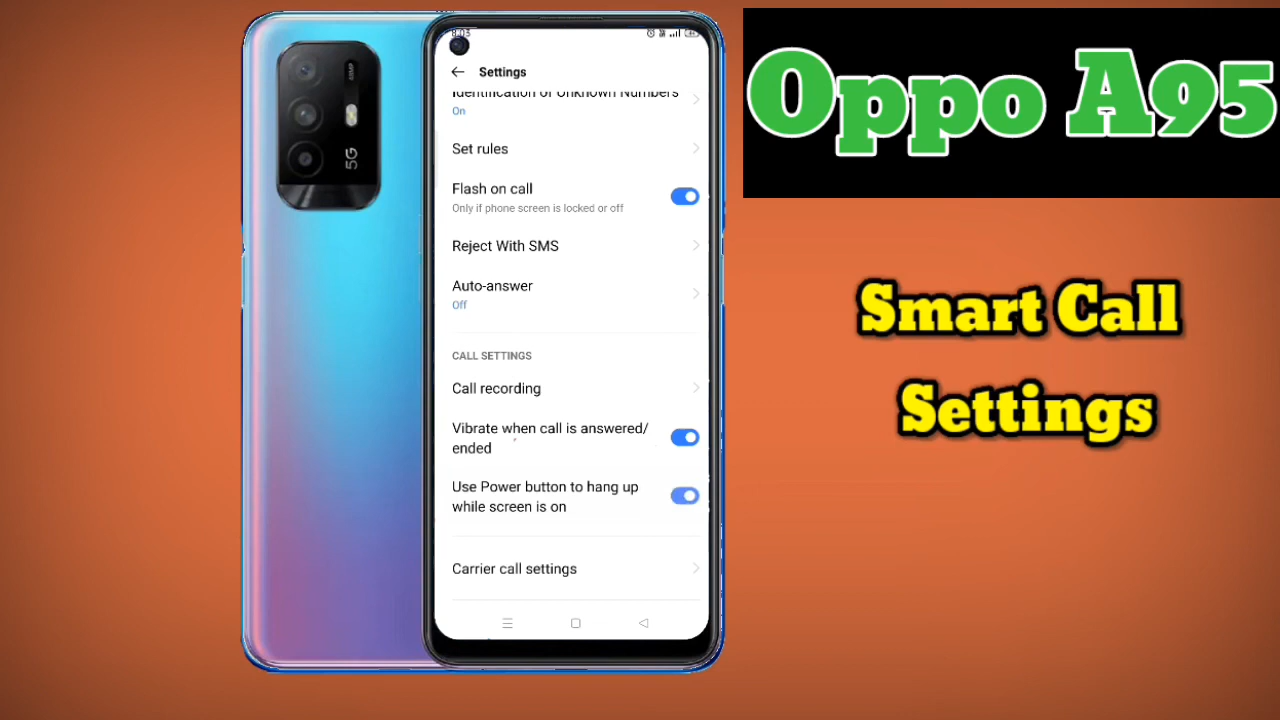 Oppo A95
Smart Call
Settings
8:05
Settings
Identification of Unknown Numbers
On
Set rules
Flash on call
Only if phone screen is locked or off
Reject With SMS
Auto-answer
Off
CALL SETTINGS
Call recording
Vibrate when call is answered/
ended
Use Power button to hang up
while screen is on
Carrier call settings
5G